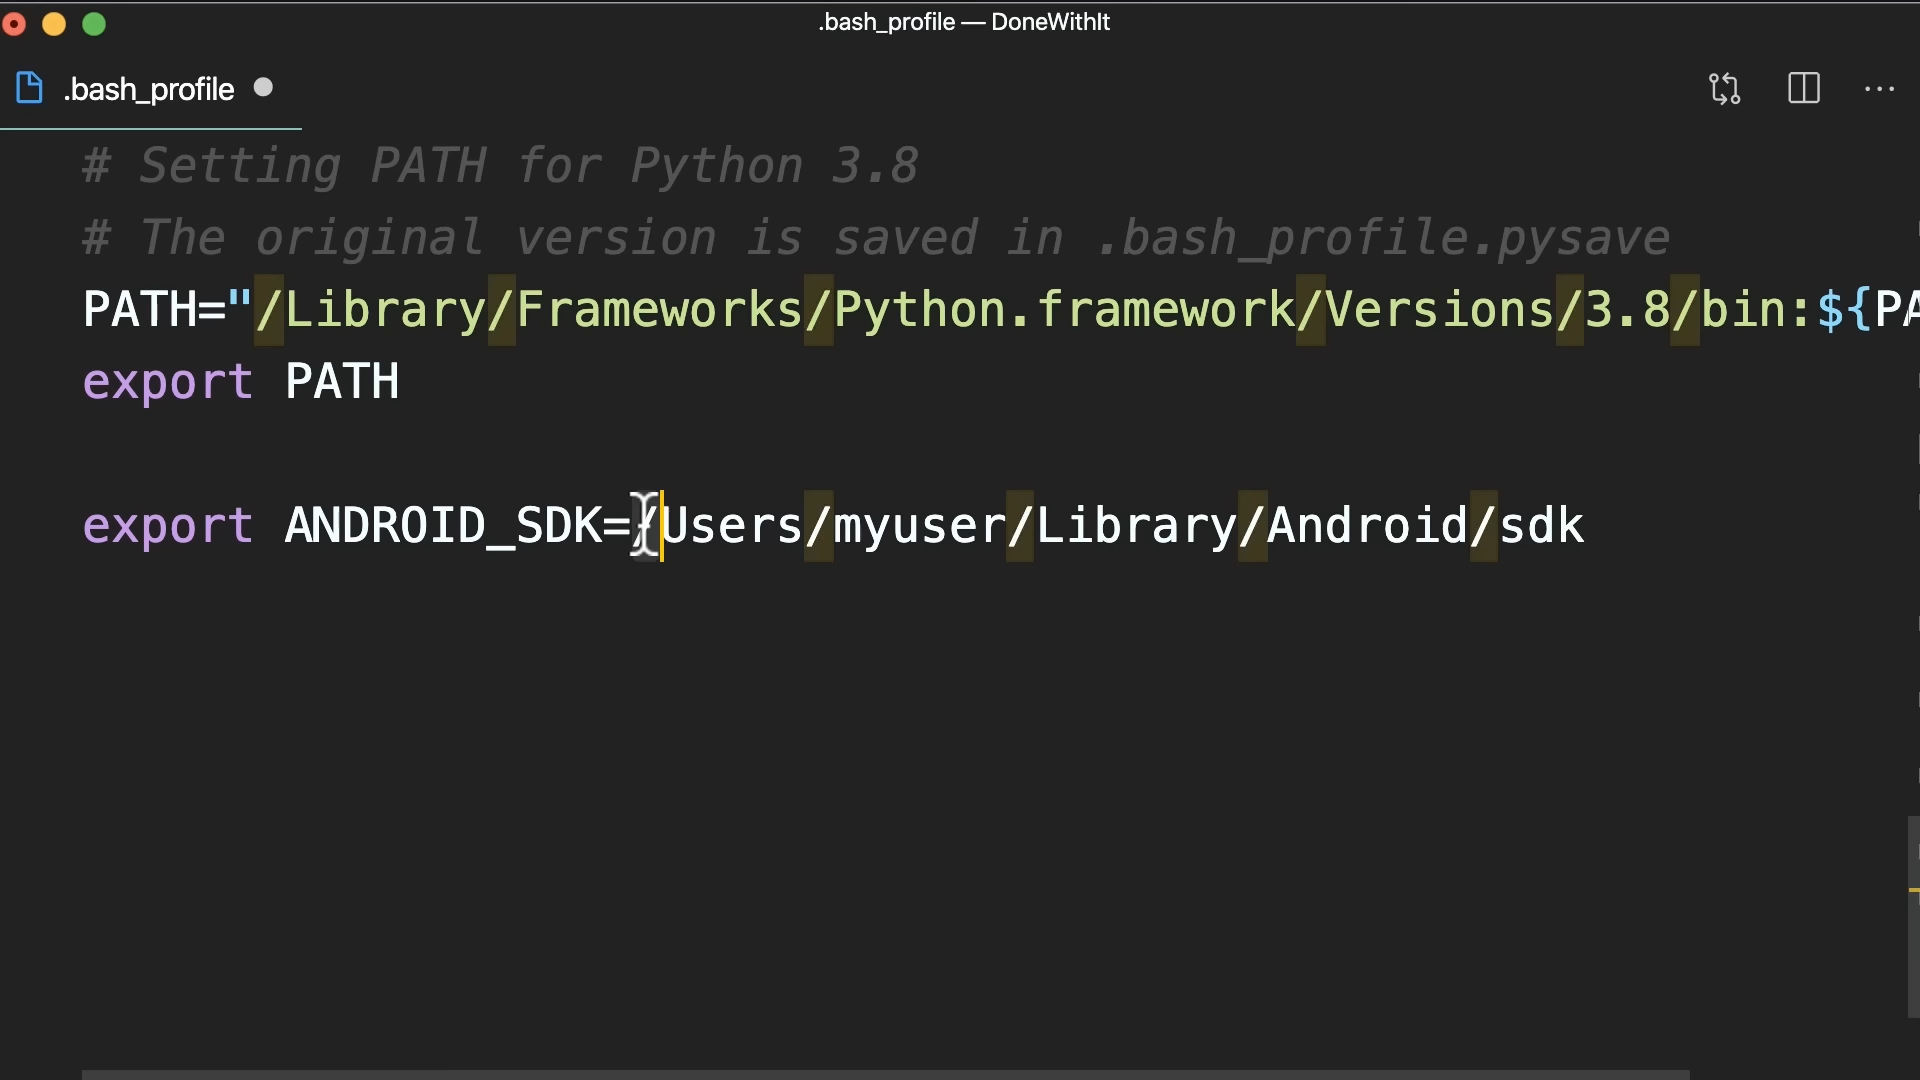 .bash_profile — DoneWithIt
.bash_profile
# Setting PATH for Python 3.8
# The original version is saved in .bash_profile.pysave
PATH="/Library/Frameworks/Python.framework/Versions/3.8/bin:${PA
export PATH
export ANDROID_SDK=/Users/myuser/Library/Android/sdk